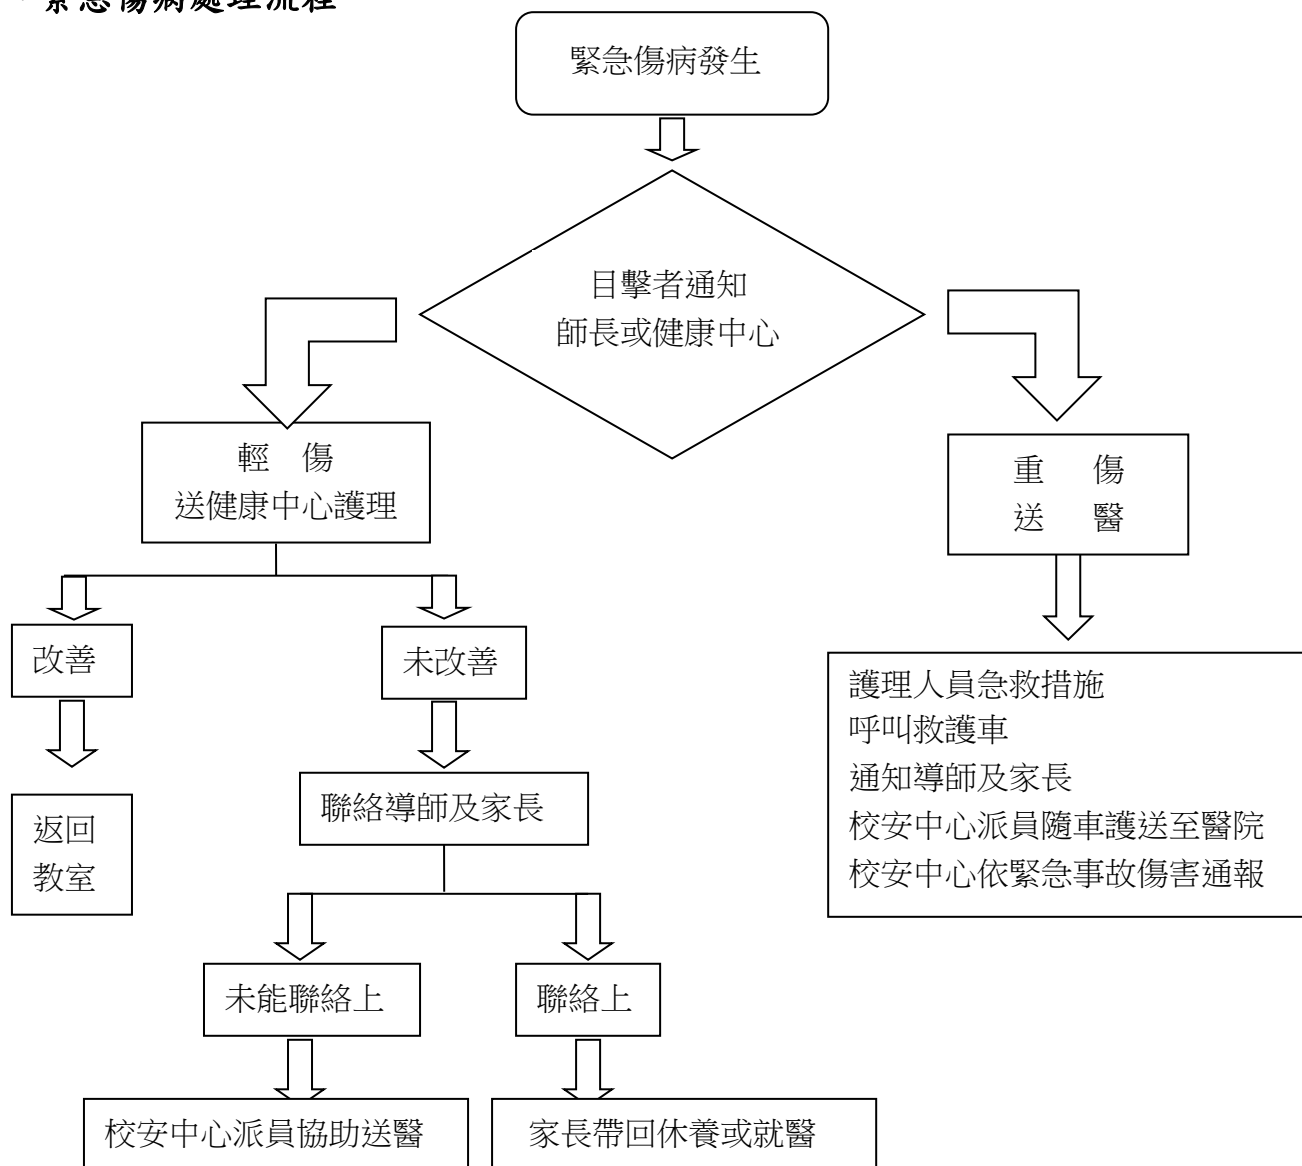 緊急傷病處理流程
緊急傷病發生
目擊者通知
師長或健康中心
輕　傷
送健康中心護理
重　　傷
送　　醫
改善
未改善
返回
教室
聯絡導師及家長
護理人員急救措施
呼叫救護車
通知導師及家長
校安中心派員隨車護送至醫院
校安中心依緊急事故傷害通報
未能聯絡上
聯絡上
校安中心派員協助送醫
家長帶回休養或就醫